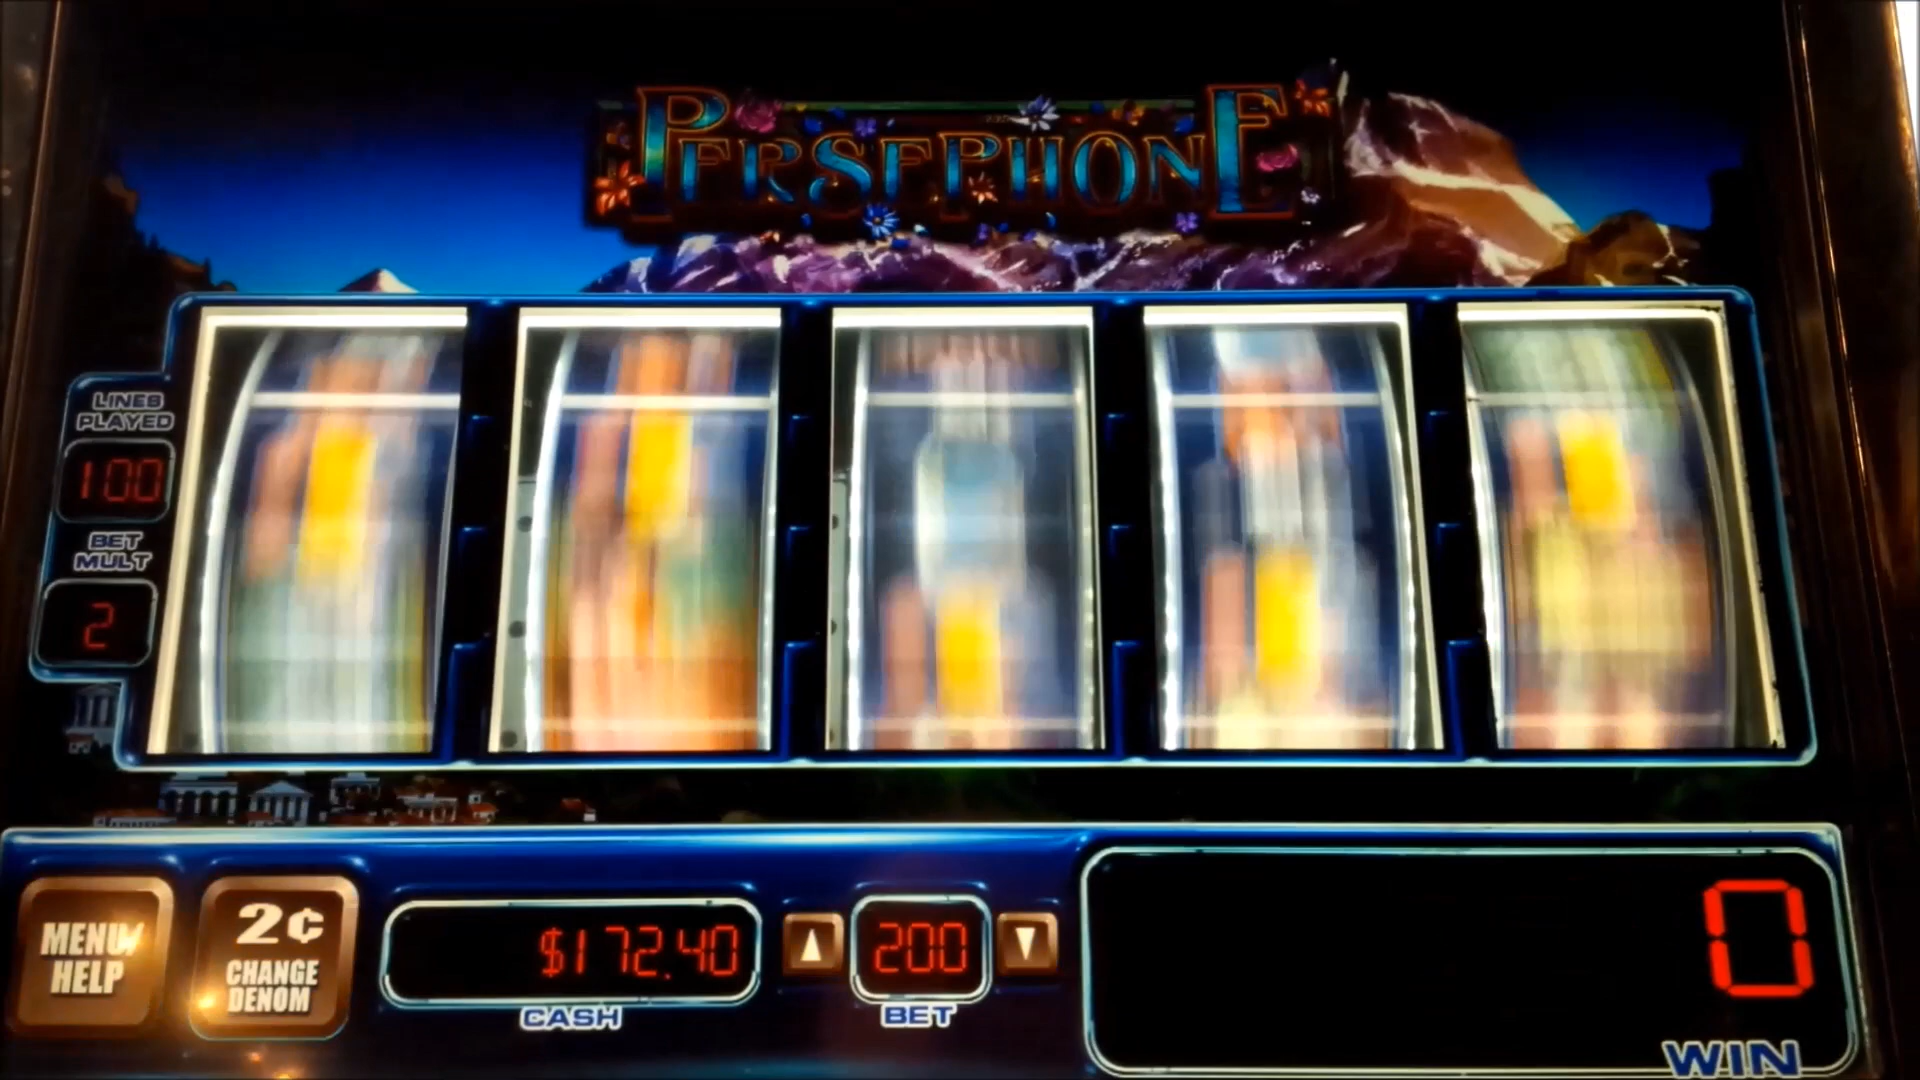 PERSEPHONE
LINES
PLAYED
100
BET
MULT
2
MENU/
HELP
2¢
CHANGE
DENOM
$172.40
CASH
200
BET
0
WIN